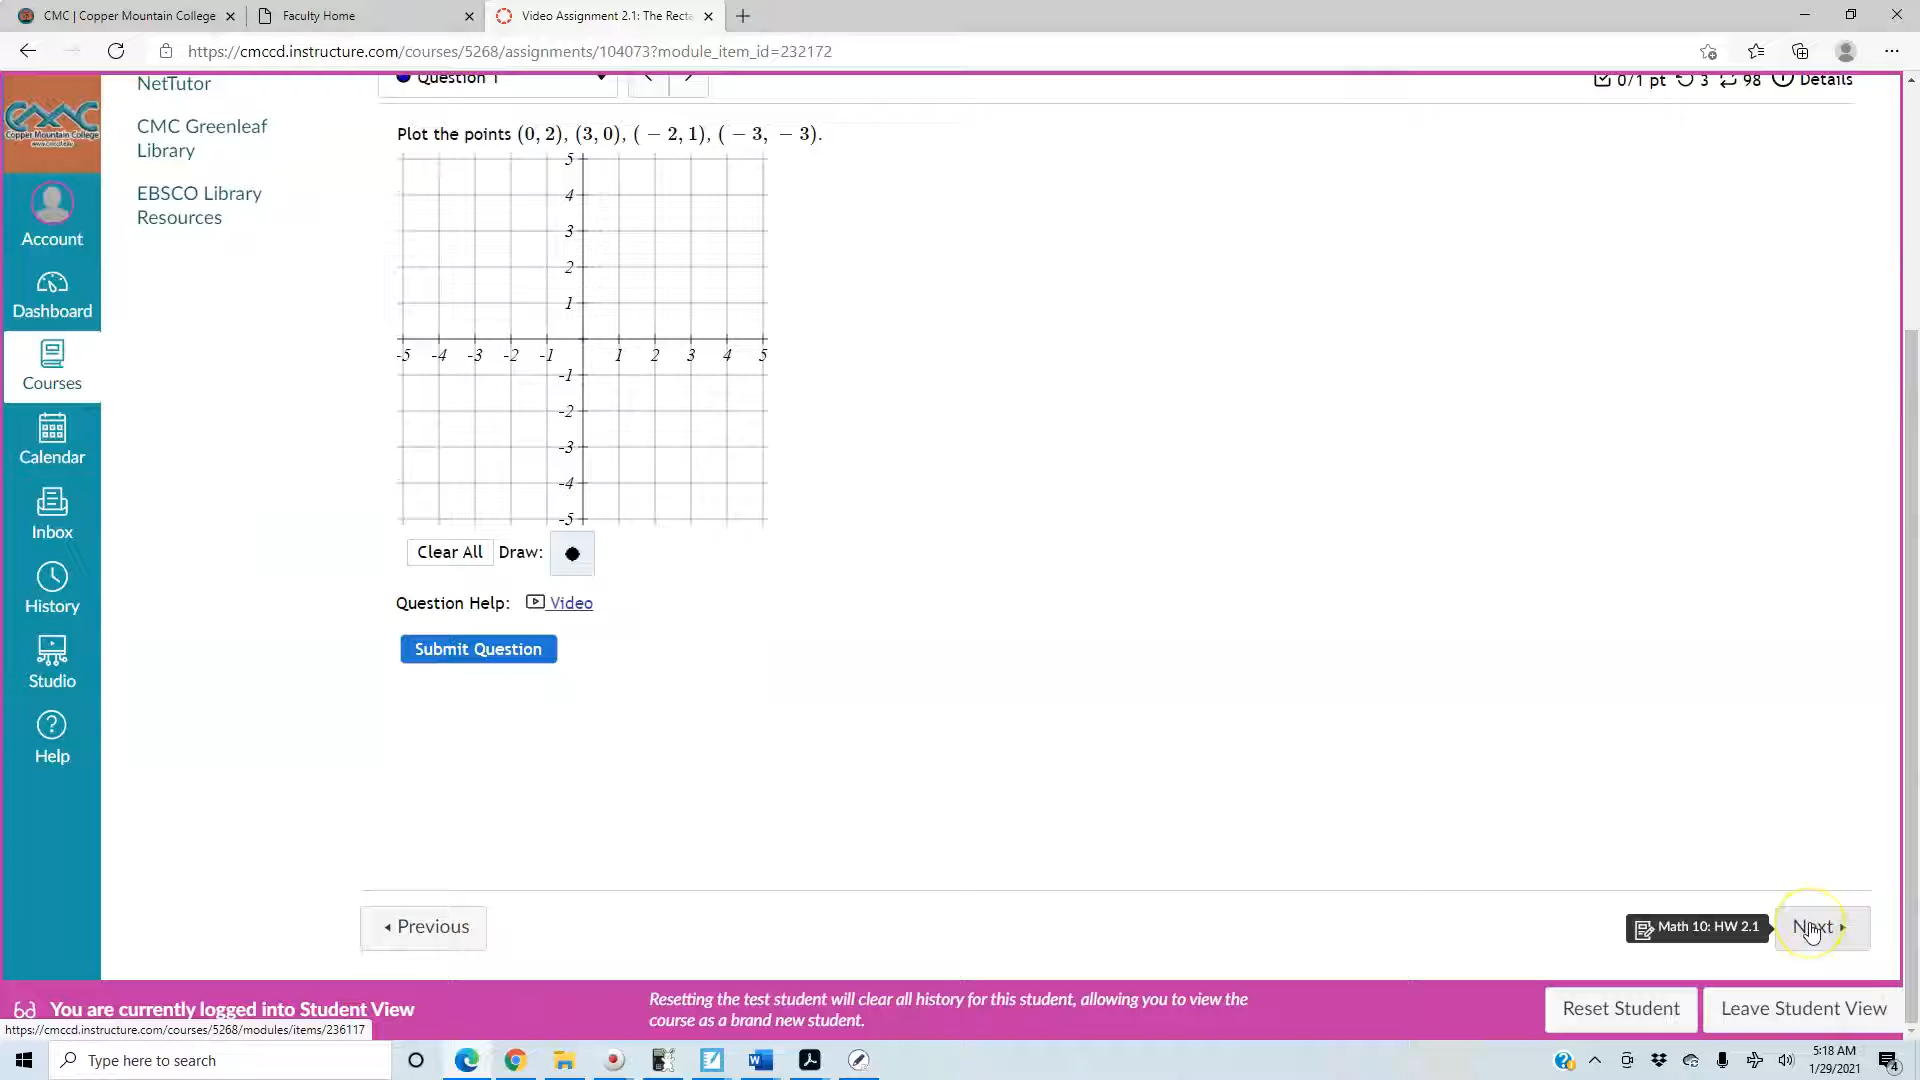 CMC | Copper Mountain College
Faculty Home
Video Assignment 2.1: The Recta
https://cmccd.instructure.com/courses/5268/assignments/104073?module_item_id=232172
CMC
Copper Mountain College
Account
Dashboard
Courses
Calendar
Inbox
History
Studio
Help
NetTutor
CMC Greenleaf
Library
EBSCO Library
Resources
Question 1
0/1 pt 3 98 Details
Plot the points (0, 2), (3, 0), ( − 2, 1), ( − 3, − 3).
5
4
3
2
1
-5 -4 -3 -2 -1 1 2 3 4 5
-1
-2
-3
-4
-5
Clear All Draw:
Question Help: Video
Submit Question
Previous
Math 10: HW 2.1
Next
You are currently logged into Student View
Resetting the test student will clear all history for this student, allowing you to view the
course as a brand new student.
Reset Student
Leave Student View
https://cmccd.instructure.com/courses/5268/modules/items/236117
Type here to search
5:18 AM
1/29/2021
4